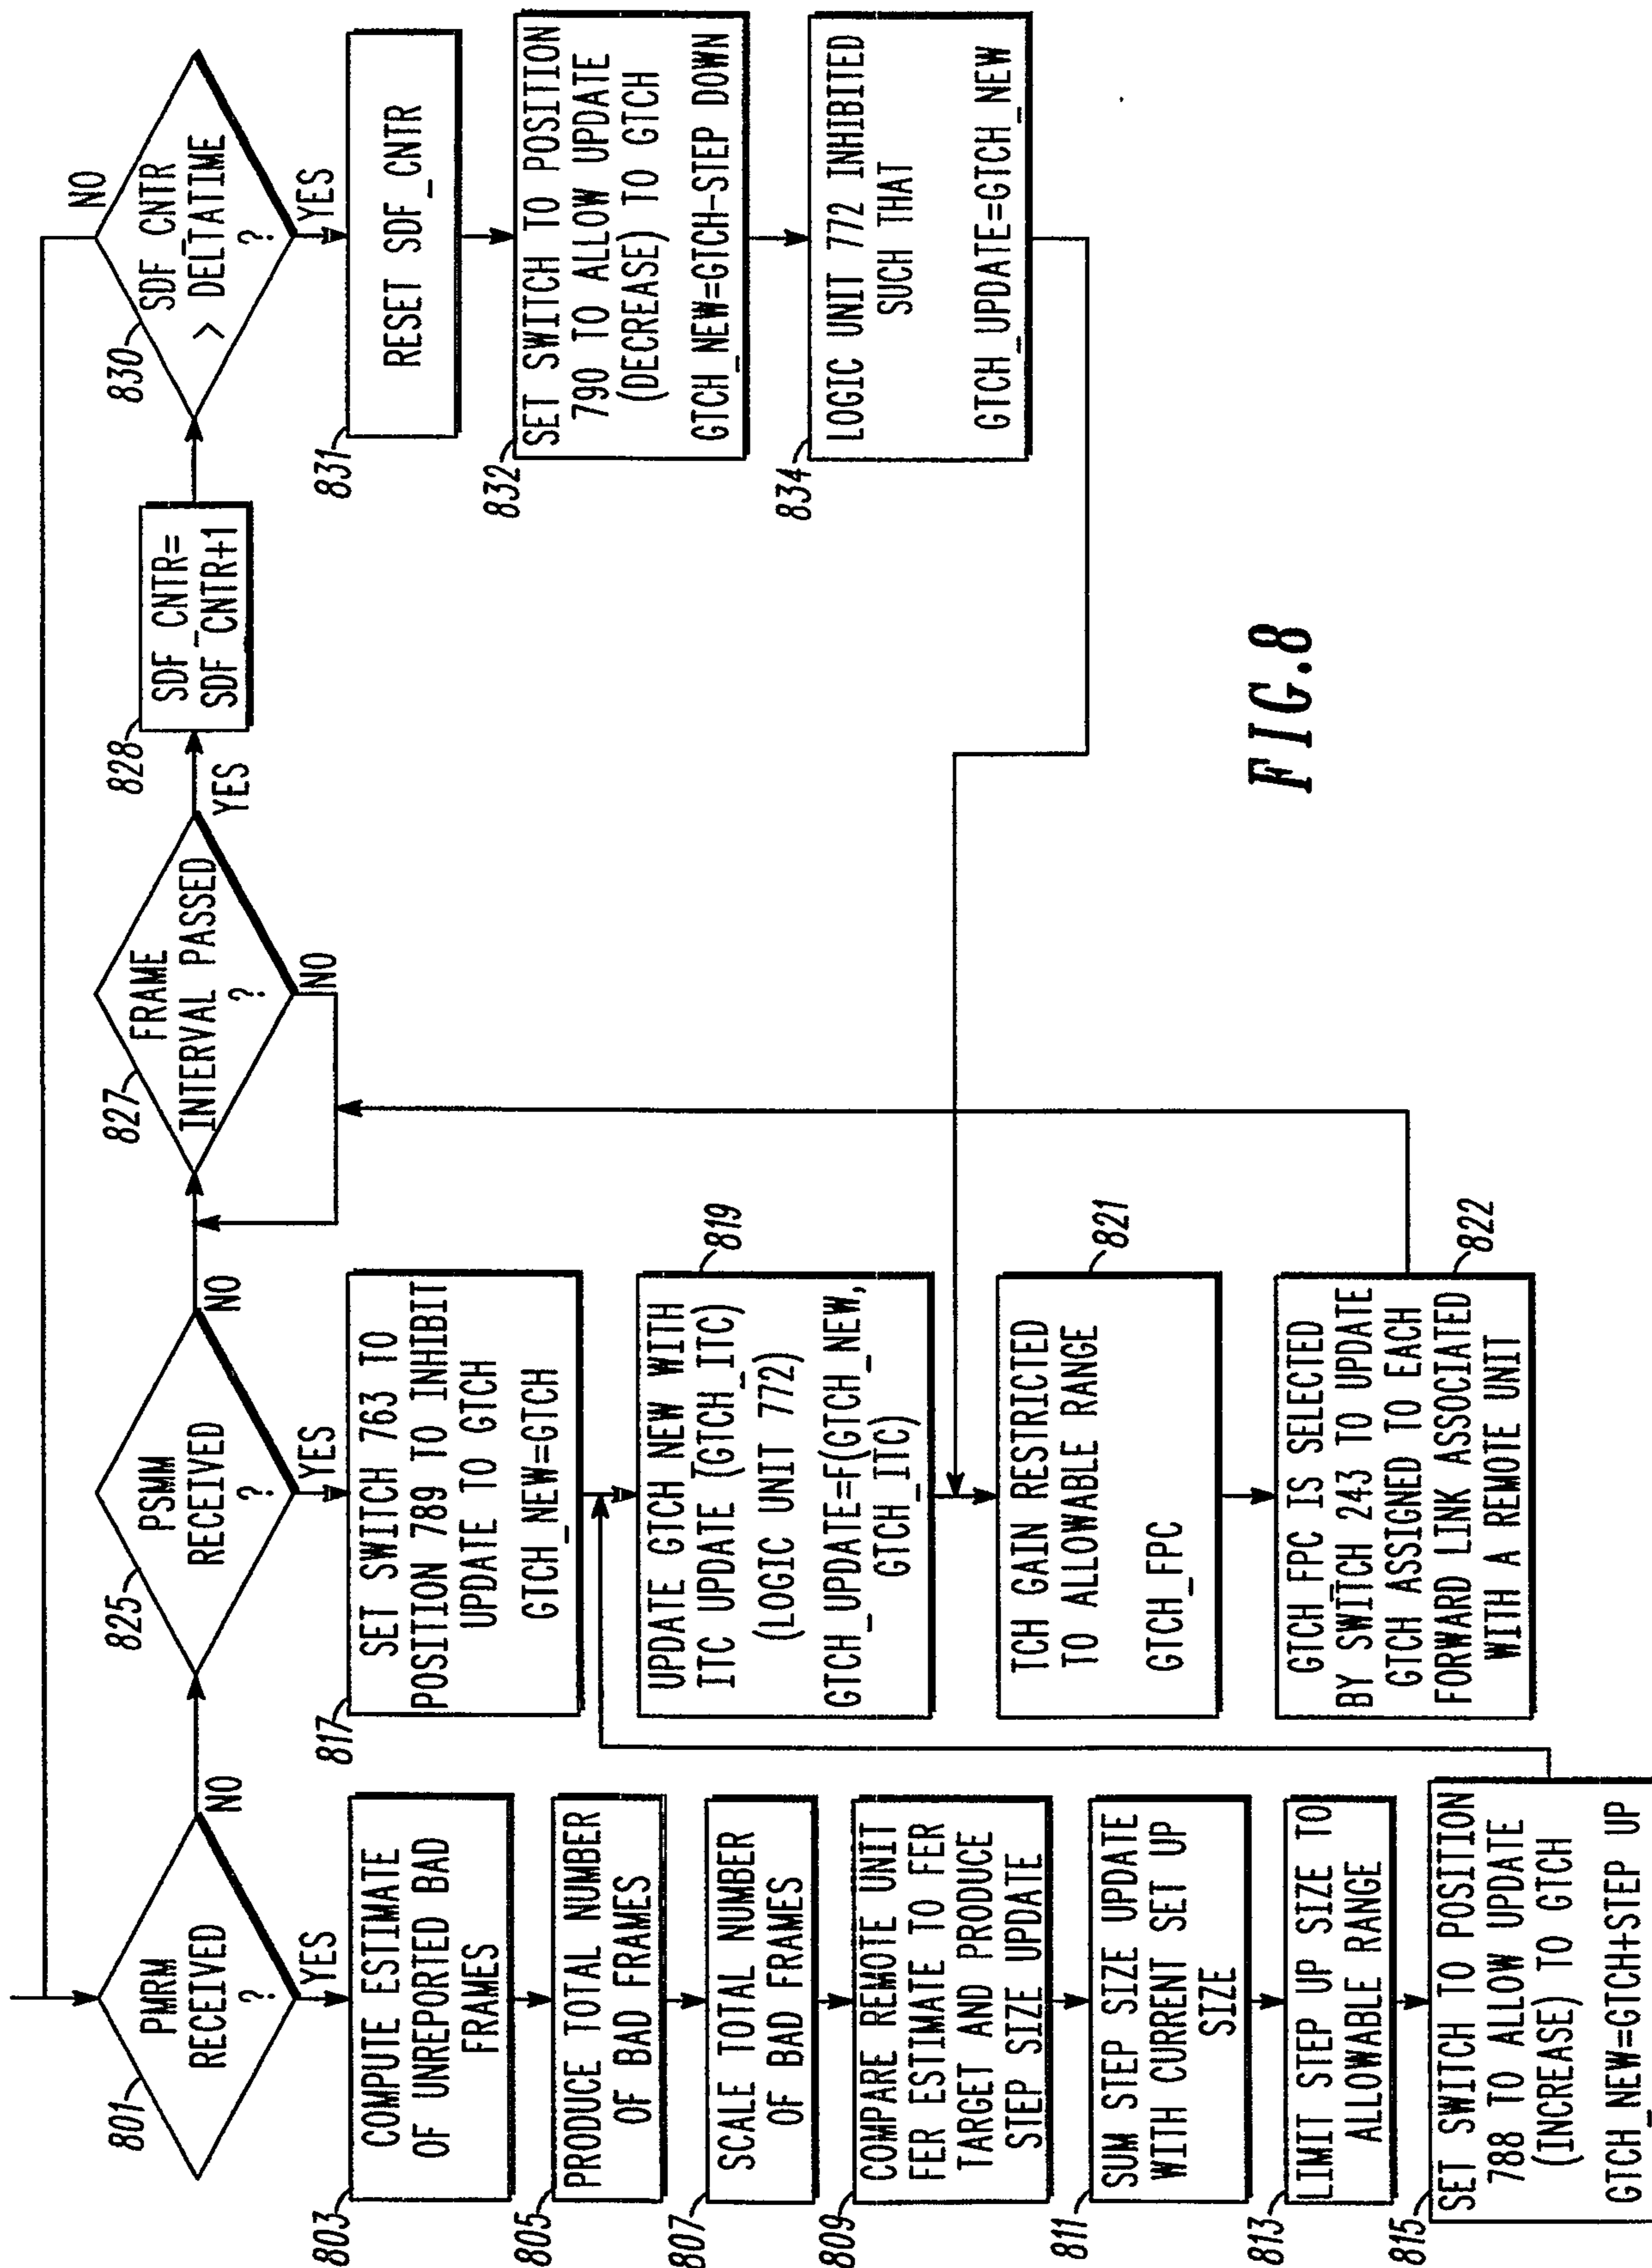 801
PMRM
RECEIVED
?
NO
YES
803
COMPUTE ESTIMATE
OF UNREPORTED BAD
FRAMES
805
PRODUCE TOTAL NUMBER
OF BAD FRAMES
807
SCALE TOTAL NUMBER
OF BAD FRAMES
809
COMPARE REMOTE UNIT
FER ESTIMATE TO FER
TARGET AND PRODUCE
STEP SIZE UPDATE
811
SUM STEP SIZE UPDATE
WITH CURRENT SET UP
SIZE
813
LIMIT STEP UP SIZE TO
ALLOWABLE RANGE
815
SET SWITCH TO POSITION
788 TO ALLOW UPDATE
(INCREASE) TO GTCH
GTCH_NEW=GTCH+STEP UP
825
PSMM
RECEIVED
?
NO
YES
817
SET SWITCH 763 TO
POSITION 789 TO INHIBIT
UPDATE TO GTCH
GTCH_NEW=GTCH
819
UPDATE GTCH_NEW WITH
ITC UPDATE (GTCH_ITC)
(LOGIC UNIT 772)
GTCH_UPDATE=F(GTCH_NEW,
GTCH_ITC)
821
TCH GAIN RESTRICTED
TO ALLOWABLE RANGE
GTCH_FPC
822
GTCH_FPC IS SELECTED
BY SWITCH 243 TO UPDATE
GTCH ASSIGNED TO EACH
FORWARD LINK ASSOCIATED
WITH A REMOTE UNIT
827
FRAME
INTERVAL PASSED
?
YES
NO
828
SDF_CNTR=
SDF_CNTR+1
830
SDF_CNTR
> DELTATIME
?
NO
YES
831
RESET SDF_CNTR
832
SET SWITCH TO POSITION
790 TO ALLOW UPDATE
(DECREASE) TO GTCH
GTCH_NEW=GTCH-STEP DOWN
834
LOGIC UNIT 772 INHIBITED
SUCH THAT
GTCH_UPDATE=GTCH_NEW
FIG.8